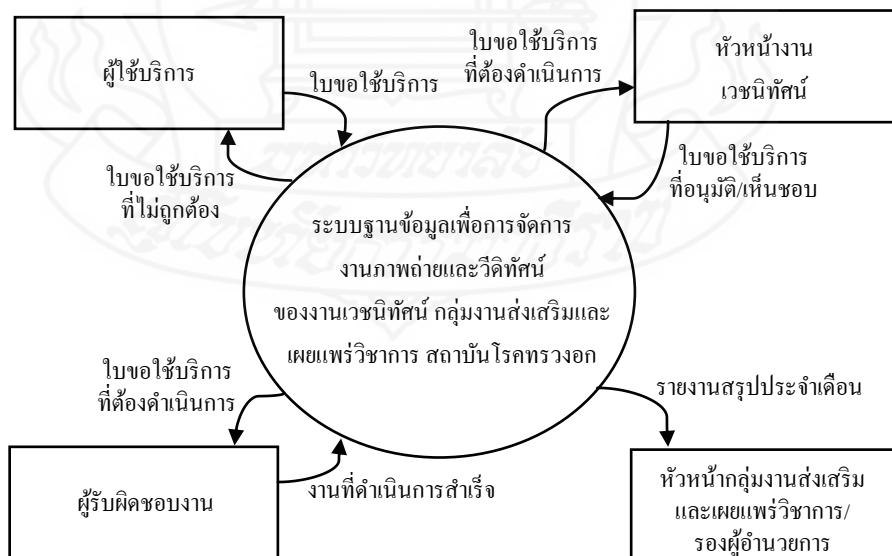 ผู้ใช้บริการ
ใบขอใช้บริการ
ใบขอใช้บริการ
ที่ไม่ถูกต้อง
ใบขอใช้บริการ
ที่ต้องดำเนินการ
หัวหน้างาน
เวชนิทัศน์
ใบขอใช้บริการ
ที่อนุมัติ/เห็นชอบ
ระบบฐานข้อมูลเพื่อการจัดการ
งานภาพถ่ายและวีดิทัศน์
ของงานเวชนิทัศน์ กลุ่มงานส่งเสริมและ
เผยแพร่วิชาการ สถาบันโรคทรวงอก
ใบขอใช้บริการ
ที่ต้องดำเนินการ
ผู้รับผิดชอบงาน
งานที่ดำเนินการสำเร็จ
รายงานสรุปประจำเดือน
หัวหน้ากลุ่มงานส่งเสริม
และเผยแพร่วิชาการ/
รองผู้อำนวยการ